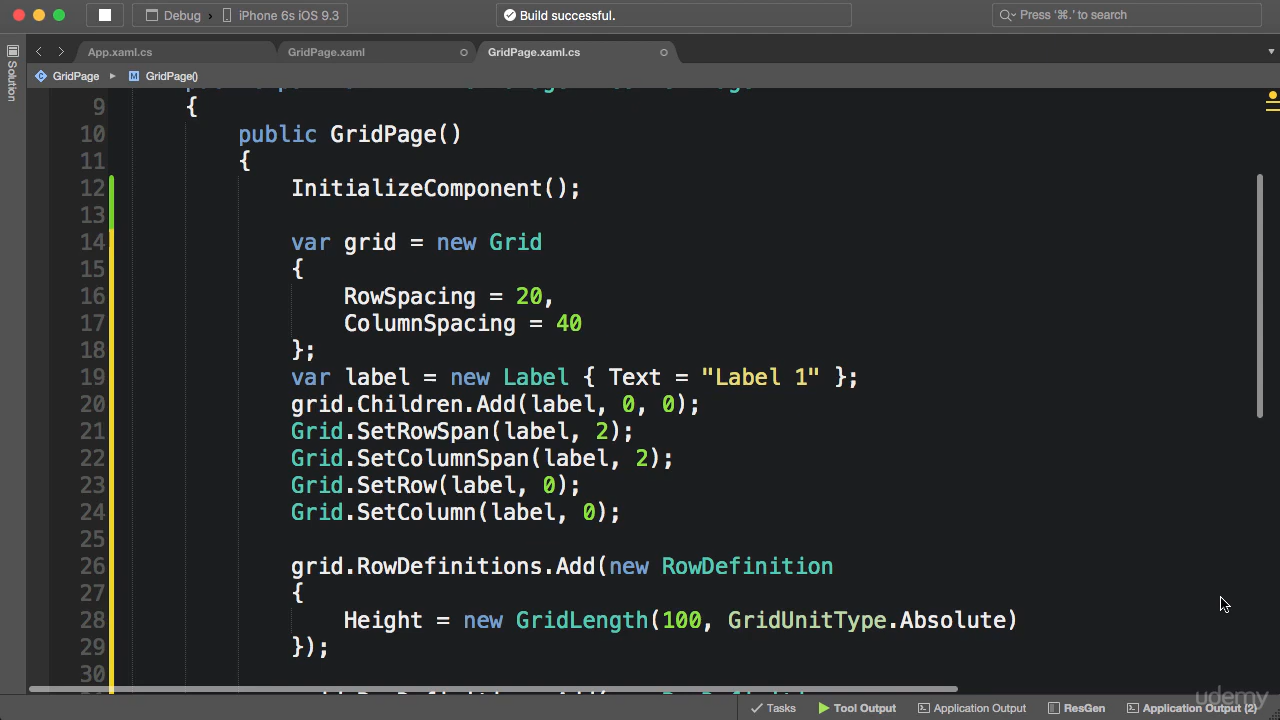 Debug › iPhone 6s iOS 9.3
Build successful.
Press '⌘.' to search
Solution
App.xaml.cs
GridPage.xaml
GridPage.xaml.cs
GridPage ▸ M GridPage()
9 {
10 public GridPage()
11 {
12 InitializeComponent();
13
14 var grid = new Grid
15 {
16 RowSpacing = 20,
17 ColumnSpacing = 40
18 };
19 var label = new Label { Text = "Label 1" };
20 grid.Children.Add(label, 0, 0);
21 Grid.SetRowSpan(label, 2);
22 Grid.SetColumnSpan(label, 2);
23 Grid.SetRow(label, 0);
24 Grid.SetColumn(label, 0);
25
26 grid.RowDefinitions.Add(new RowDefinition
27 {
28 Height = new GridLength(100, GridUnitType.Absolute)
29 });
30
Tasks
Tool Output
Application Output
ResGen
Application Output (2)
udemy